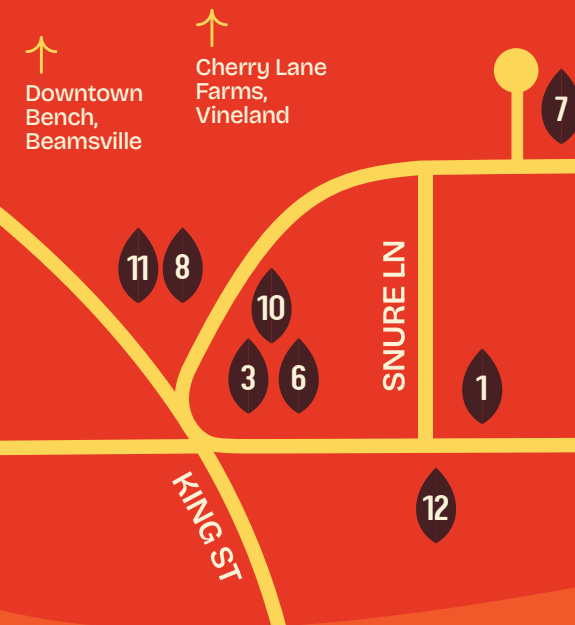 Downtown
Bench,
Beamsville
Cherry Lane
Farms,
Vineland
7
11
8
10
SNURE LN
3
6
1
12
KING ST